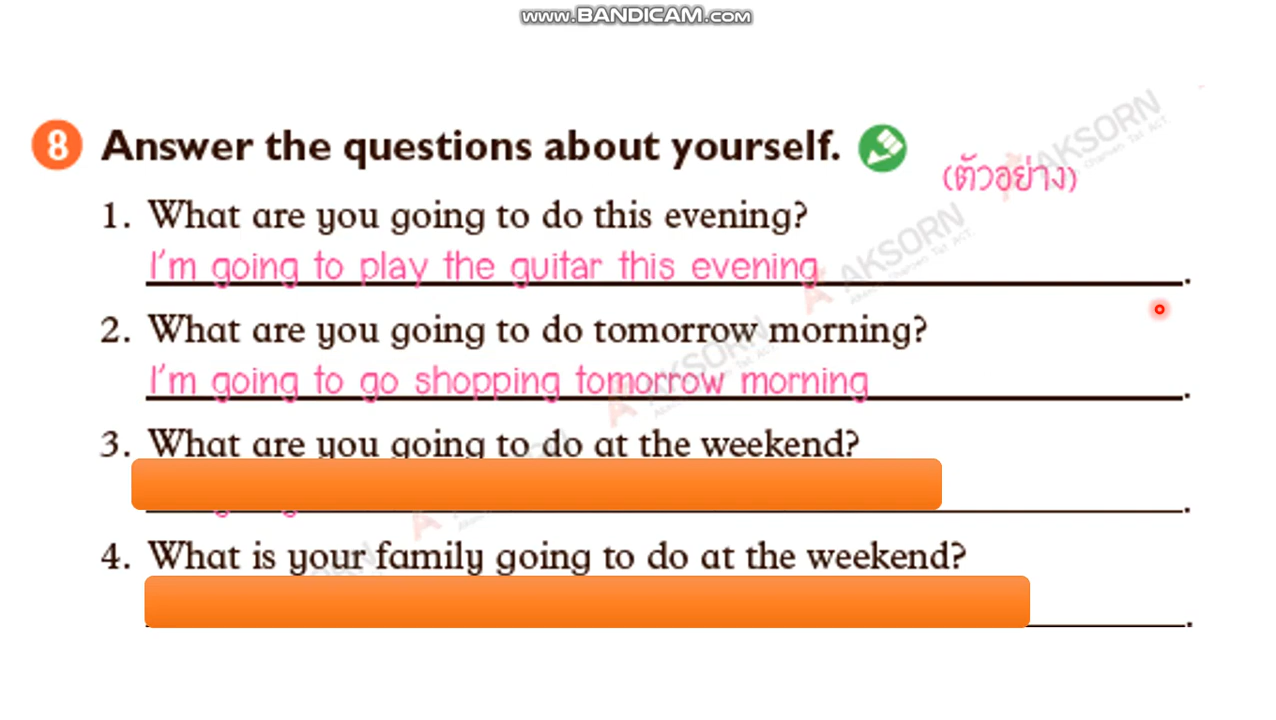 www.BANDICAM.com
8 Answer the questions about yourself.
(ตัวอย่าง)
1. What are you going to do this evening?
I'm going to play the guitar this evening.
2. What are you going to do tomorrow morning?
I'm going to go shopping tomorrow morning.
3. What are you going to do at the weekend?
.
4. What is your family going to do at the weekend?
.
AKSORN
AKSORN
AKSORN